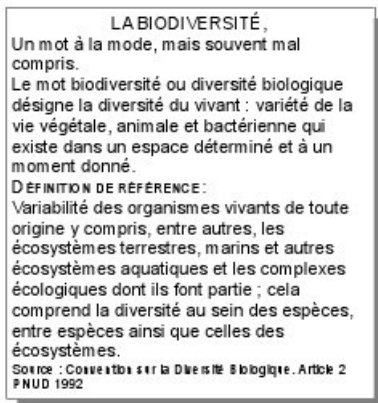 LA BIODIVERSITÉ,
Un mot à la mode, mais souvent mal
compris.
Le mot biodiversité ou diversité biologique
désigne la diversité du vivant : variété de la
vie végétale, animale et bactérienne qui
existe dans un espace déterminé et à un
moment donné.
DÉFINITION DE RÉFÉRENCE :
Variabilité des organismes vivants de toute
origine y compris, entre autres, les
écosystèmes terrestres, marins et autres
écosystèmes aquatiques et les complexes
écologiques dont ils font partie ; cela
comprend la diversité au sein des espèces,
entre espèces ainsi que celles des
écosystèmes.
Source : Convention sur la Diversité Biologique. Article 2
PNUD 1992